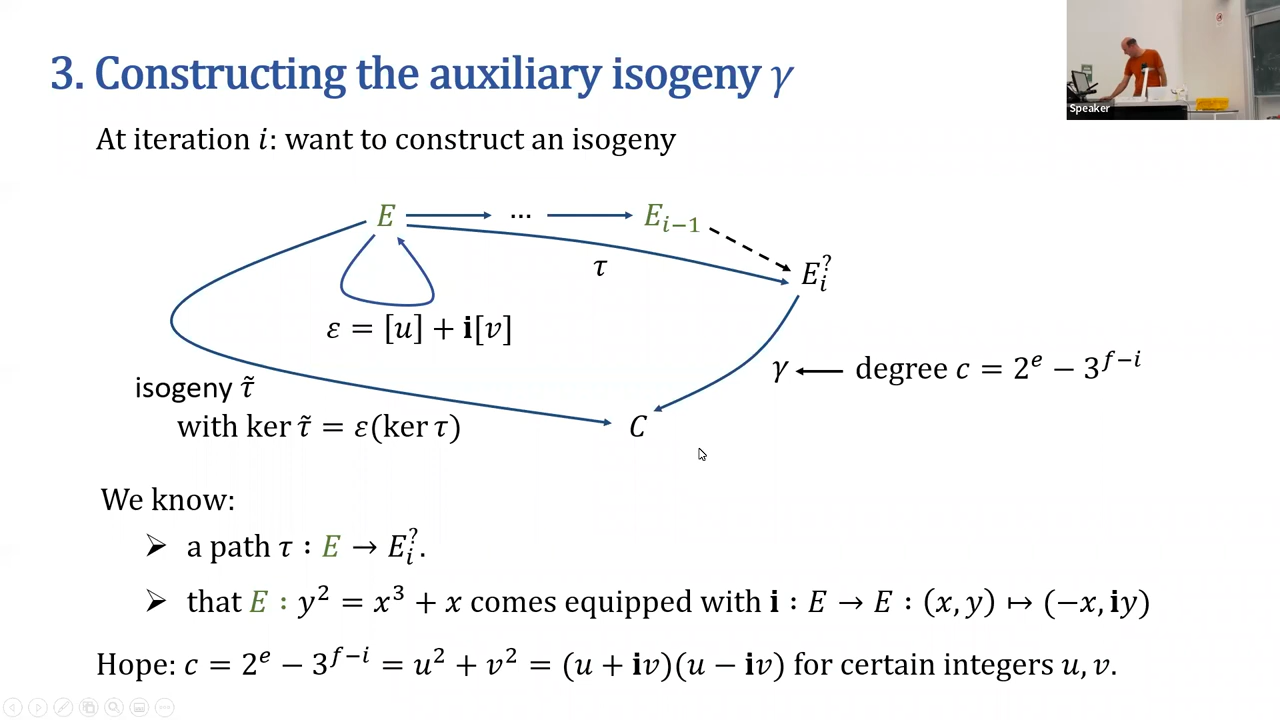 3. Constructing the auxiliary isogeny γ
Speaker
At iteration i: want to construct an isogeny
E ⋯ E_{i−1}
τ E_i^?
ε = [u] + 𝐢[v]
γ ⟵ degree c = 2^e − 3^{f−i}
isogeny τ̃
with ker τ̃ = ε(ker τ)
C
We know:
➢ a path τ : E → E_i^?.
➢ that E : y² = x³ + x comes equipped with 𝐢 : E → E : (x, y) ↦ (−x, 𝐢y)
Hope: c = 2^e − 3^{f−i} = u² + v² = (u + 𝐢v)(u − 𝐢v) for certain integers u, v.